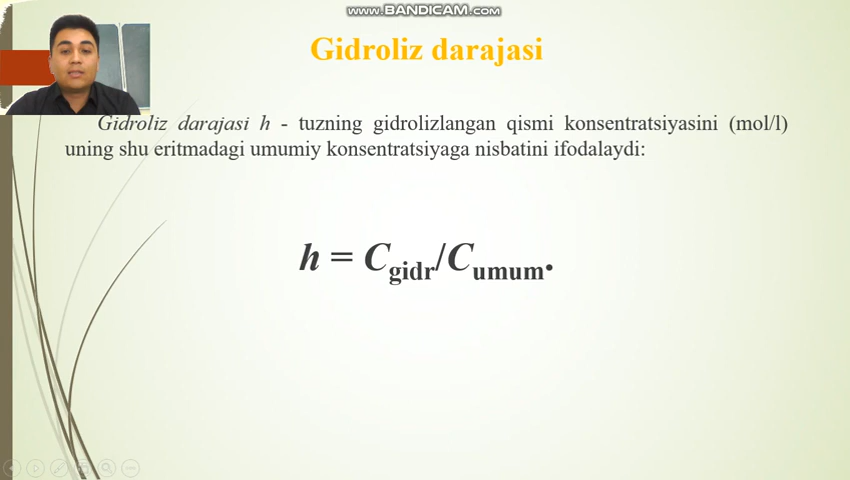 WWW.BANDICAM.COM
Gidroliz darajasi
Gidroliz darajasi h - tuzning gidrolizlangan qismi konsentratsiyasini (mol/l)
uning shu eritmadagi umumiy konsentratsiyaga nisbatini ifodalaydi:
h = Cgidr/Cumum.